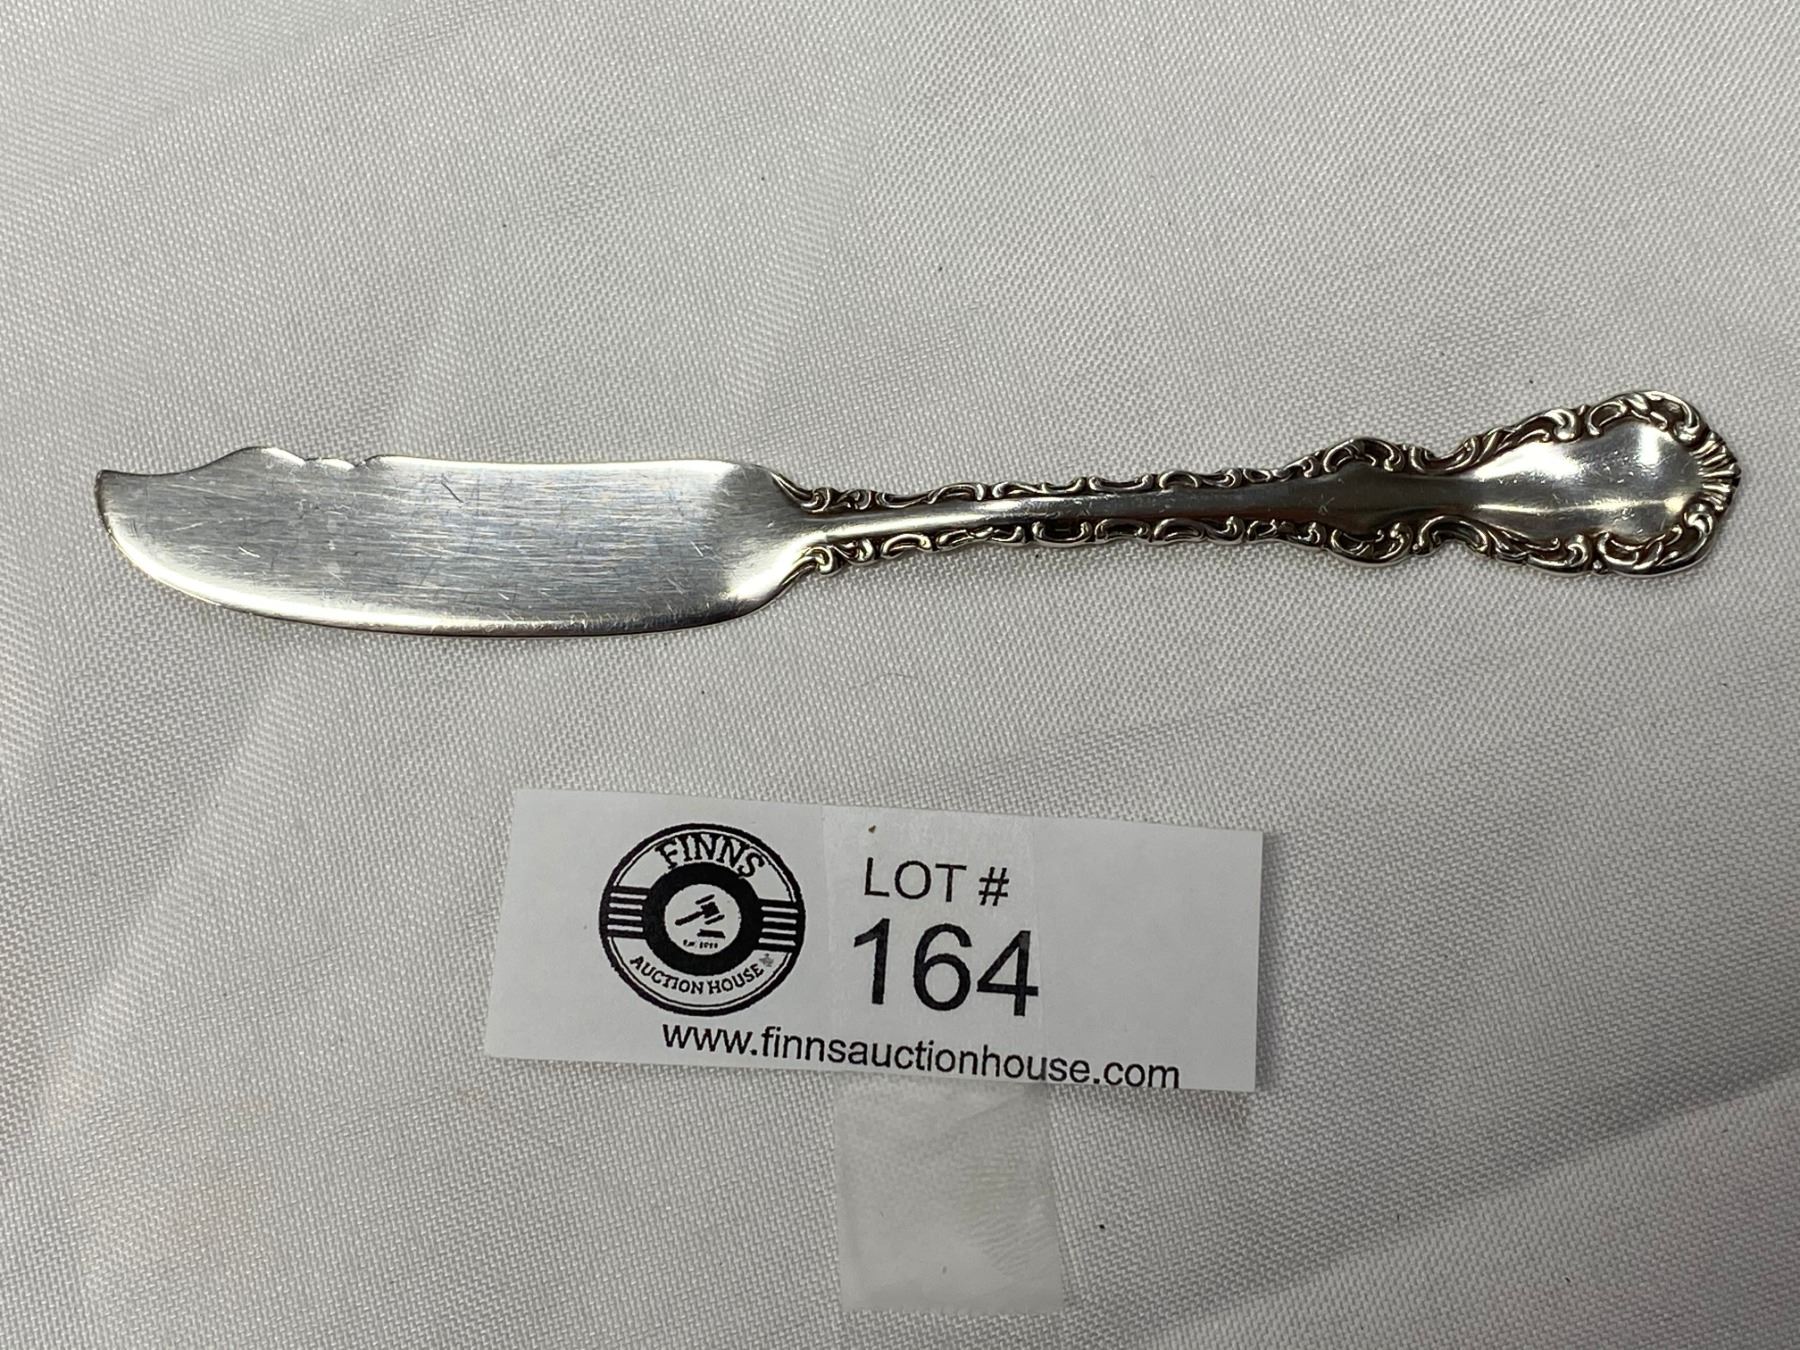 FINNS
AUCTION HOUSE
LOT #
164
www.finnsauctionhouse.com